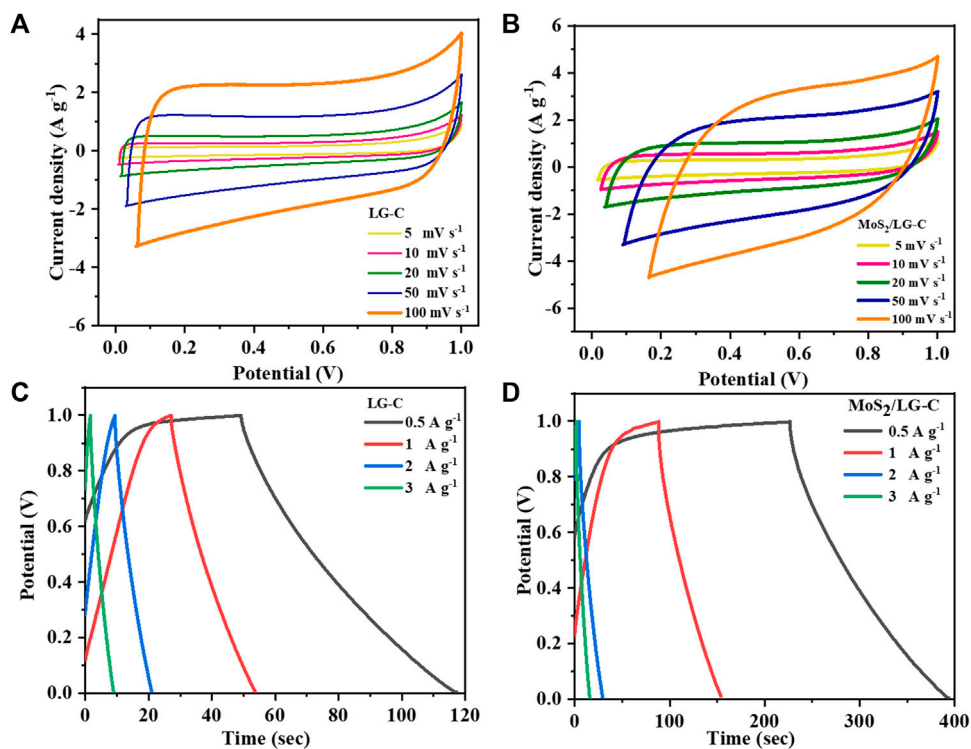 A
Current density (A g⁻¹)
4
2
0
-2
-4
-6
LG-C
5 mV s⁻¹
10 mV s⁻¹
20 mV s⁻¹
50 mV s⁻¹
100 mV s⁻¹
0.0 0.2 0.4 0.6 0.8 1.0
Potential (V)
B
Current density (A g⁻¹)
6
4
2
0
-2
-4
-6
MoS₂/LG-C
5 mV s⁻¹
10 mV s⁻¹
20 mV s⁻¹
50 mV s⁻¹
100 mV s⁻¹
0.0 0.2 0.4 0.6 0.8 1.0
Potential (V)
C
Potential (V)
1.0
0.8
0.6
0.4
0.2
0.0
LG-C
0.5 A g⁻¹
1 A g⁻¹
2 A g⁻¹
3 A g⁻¹
0 20 40 60 80 100 120
Time (sec)
D
Potential (V)
1.0
0.8
0.6
0.4
0.2
0.0
MoS₂/LG-C
0.5 A g⁻¹
1 A g⁻¹
2 A g⁻¹
3 A g⁻¹
0 100 200 300 400
Time (sec)